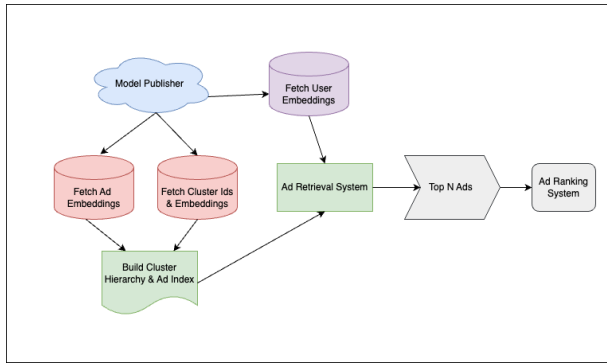 Model Publisher
Fetch User
Embeddings
Fetch Ad
Embeddings
Fetch Cluster Ids
& Embeddings
Ad Retrieval System
Top N Ads
Ad Ranking
System
Build Cluster
Hierarchy & Ad Index